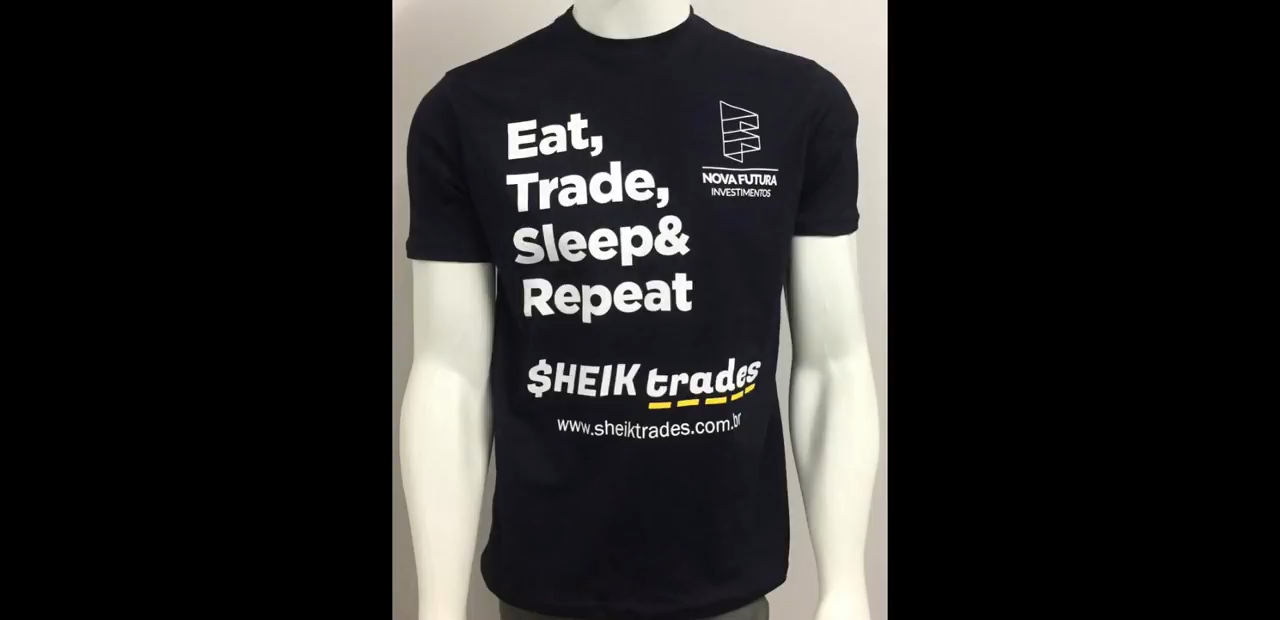 Eat,
Trade,
Sleep&
Repeat
NOVA FUTURA
INVESTIMENTOS
$HEIK trades
www.sheiktrades.com.br